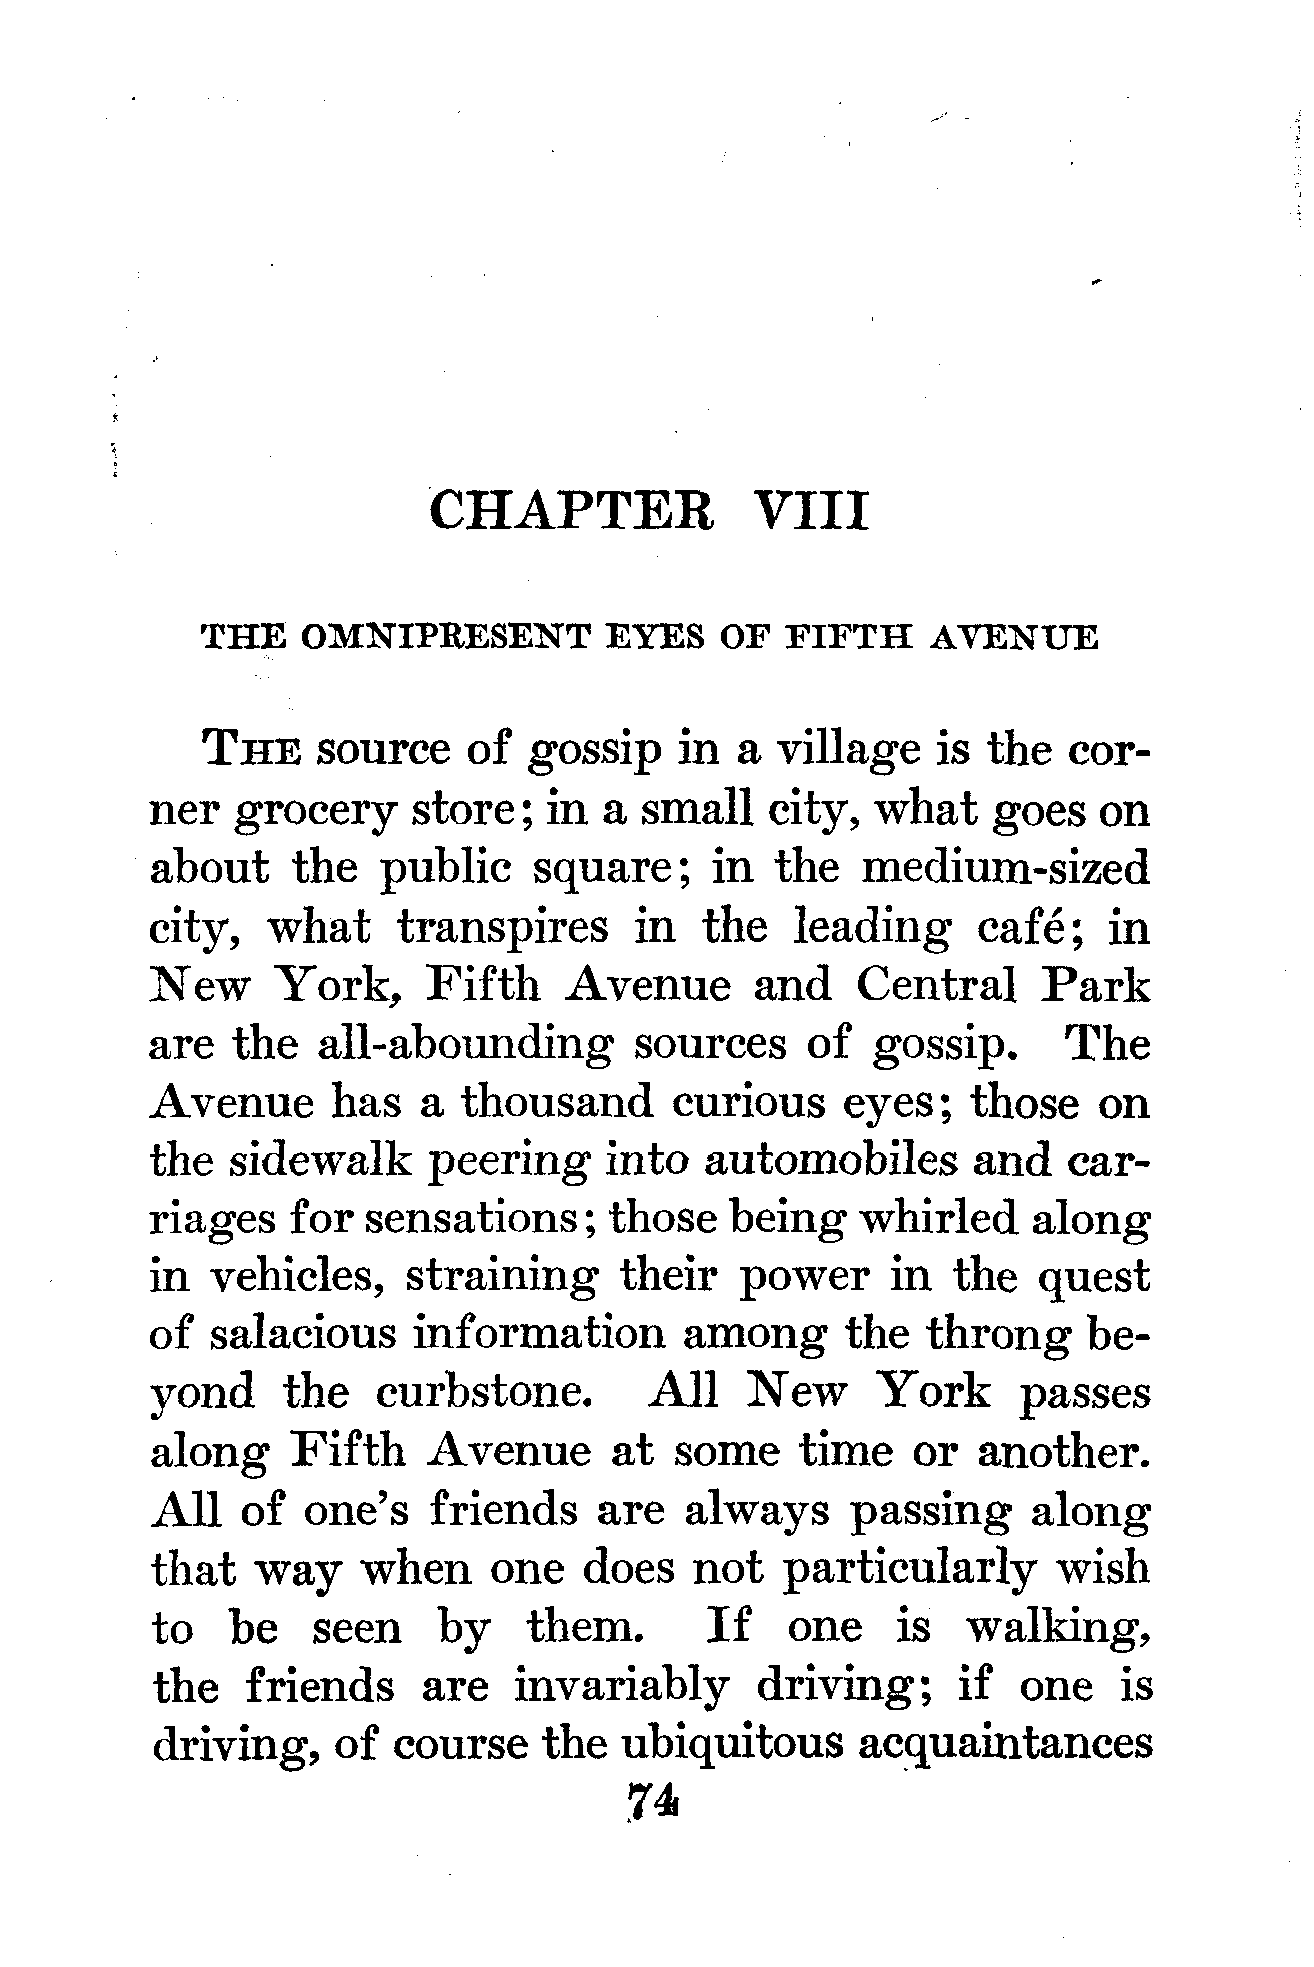 CHAPTER VIII
THE OMNIPRESENT EYES OF FIFTH AVENUE
THE source of gossip in a village is the cor-
ner grocery store; in a small city, what goes on
about the public square; in the medium-sized
city, what transpires in the leading café; in
New York, Fifth Avenue and Central Park
are the all-abounding sources of gossip. The
Avenue has a thousand curious eyes; those on
the sidewalk peering into automobiles and car-
riages for sensations; those being whirled along
in vehicles, straining their power in the quest
of salacious information among the throng be-
yond the curbstone. All New York passes
along Fifth Avenue at some time or another.
All of one's friends are always passing along
that way when one does not particularly wish
to be seen by them. If one is walking,
the friends are invariably driving; if one is
driving, of course the ubiquitous acquaintances
74